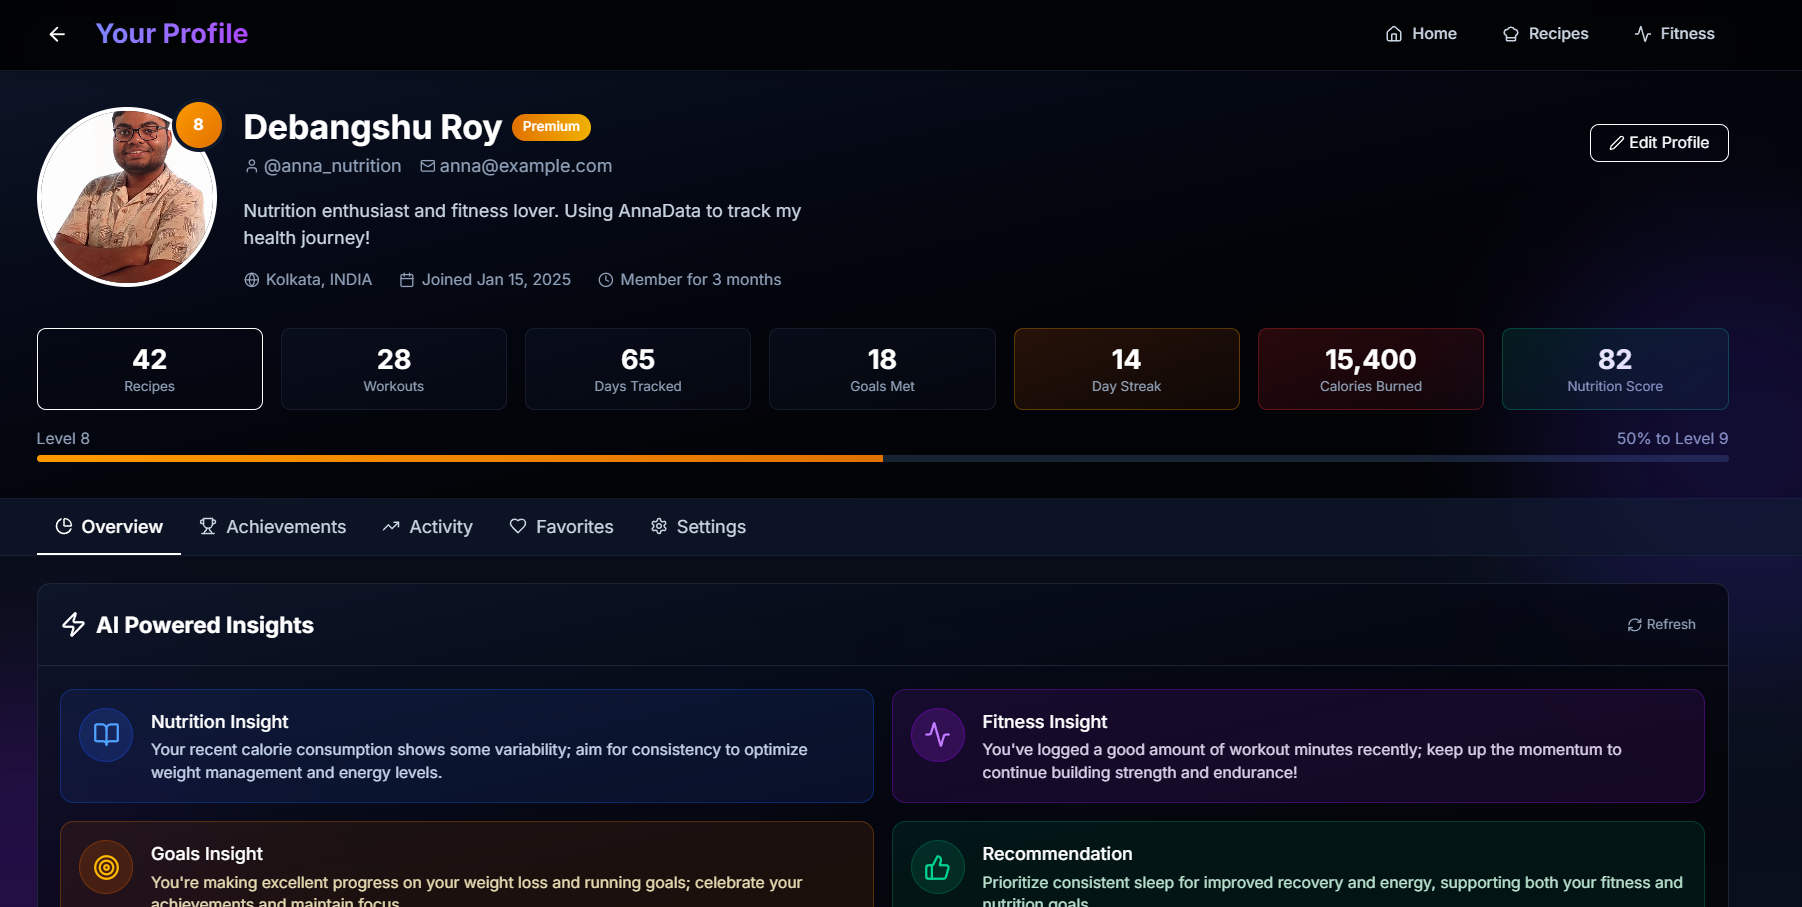 Your Profile
Home
Recipes
Fitness
8
Debangshu Roy
Premium
@anna_nutrition
anna@example.com
Edit Profile
Nutrition enthusiast and fitness lover. Using AnnaData to track my
health journey!
Kolkata, INDIA
Joined Jan 15, 2025
Member for 3 months
42
Recipes
28
Workouts
65
Days Tracked
18
Goals Met
14
Day Streak
15,400
Calories Burned
82
Nutrition Score
Level 8
50% to Level 9
Overview
Achievements
Activity
Favorites
Settings
AI Powered Insights
Refresh
Nutrition Insight
Your recent calorie consumption shows some variability; aim for consistency to optimize
weight management and energy levels.
Fitness Insight
You've logged a good amount of workout minutes recently; keep up the momentum to
continue building strength and endurance!
Goals Insight
You're making excellent progress on your weight loss and running goals; celebrate your
achievements and maintain focus.
Recommendation
Prioritize consistent sleep for improved recovery and energy, supporting both your fitness and
nutrition goals.